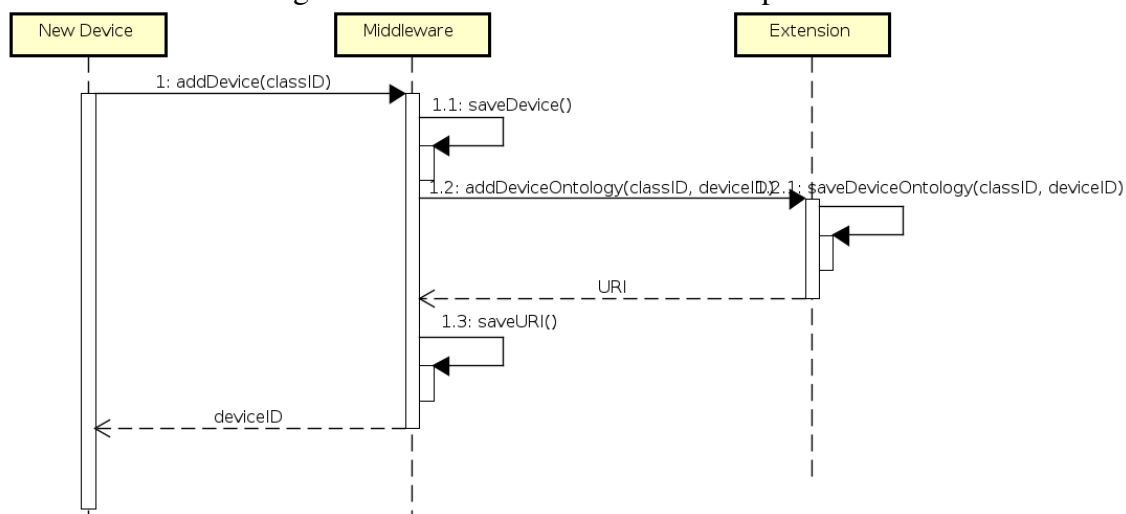 New Device
Middleware
Extension
1: addDevice(classID)
1.1: saveDevice()
1.2: addDeviceOntology(classID, deviceID)
1.2.1: saveDeviceOntology(classID, deviceID)
URI
1.3: saveURI()
deviceID